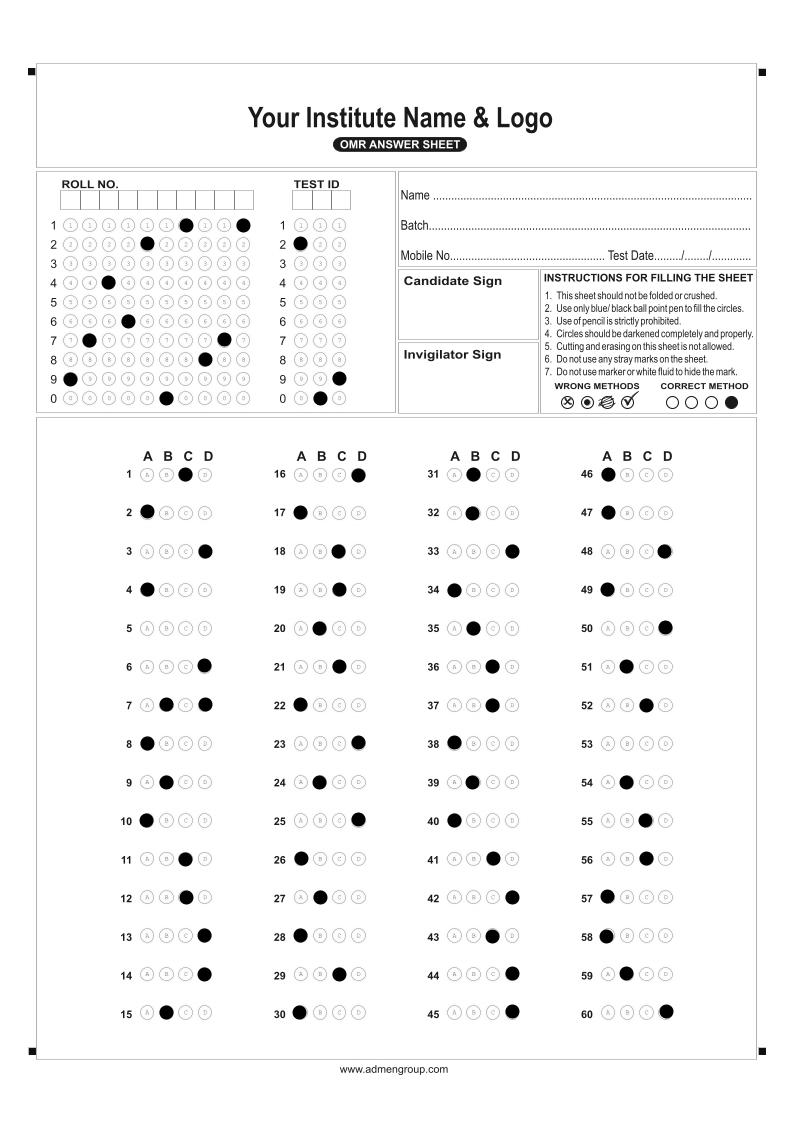 Your Institute Name & Logo
OMR ANSWER SHEET
ROLL NO.
TEST ID
1 1 1 1 1 1 1 1 1 1 1 1
2 2 2 2 2 2 2 2 2 2 2 2
3 3 3 3 3 3 3 3 3 3 3 3 3 3 3
4 4 4 4 4 4 4 4 4 4 4 4 4 4
5 5 5 5 5 5 5 5 5 5 5 5 5 5 5
6 6 6 6 6 6 6 6 6 6 6 6 6 6
7 7 7 7 7 7 7 7 7 7 7 7 7
8 8 8 8 8 8 8 8 8 8 8 8 8 8
9 9 9 9 9 9 9 9 9 9 9 9 9
0 0 0 0 0 0 0 0 0 0 0 0 0
Name ....................................................................................................
Batch....................................................................................................
Mobile No................................................. Test Date......../......../............
Candidate Sign
Invigilator Sign
INSTRUCTIONS FOR FILLING THE SHEET
1. This sheet should not be folded or crushed.
2. Use only blue/ black ball point pen to fill the circles.
3. Use of pencil is strictly prohibited.
4. Circles should be darkened completely and properly.
5. Cutting and erasing on this sheet is not allowed.
6. Do not use any stray marks on the sheet.
7. Do not use marker or white fluid to hide the mark.
WRONG METHODS CORRECT METHOD
A B C D A B C D A B C D A B C D
1 A B D 16 A B C 31 A C D 46 B C D
2 B C D 17 B C D 32 A C D 47 B C D
3 A B C 18 A B D 33 A B C 48 A B C
4 B C D 19 A B D 34 B C D 49 B C D
5 A B C D 20 A C D 35 A C D 50 A B C
6 A B C 21 A B D 36 A B D 51 A C D
7 A C 22 B C D 37 A B D 52 A B D
8 B C D 23 A B C 38 B C D 53 A B C D
9 A C D 24 A C D 39 A C D 54 A C D
10 B C D 25 A B C 40 B C D 55 A B D
11 A B D 26 B C D 41 A B D 56 A B D
12 A B D 27 A C D 42 A B C 57 B C D
13 A B C 28 B C D 43 A B D 58 B C D
14 A B C 29 A B D 44 A B C 59 A C D
15 A C D 30 B C D 45 A B C 60 A B C
www.admengroup.com